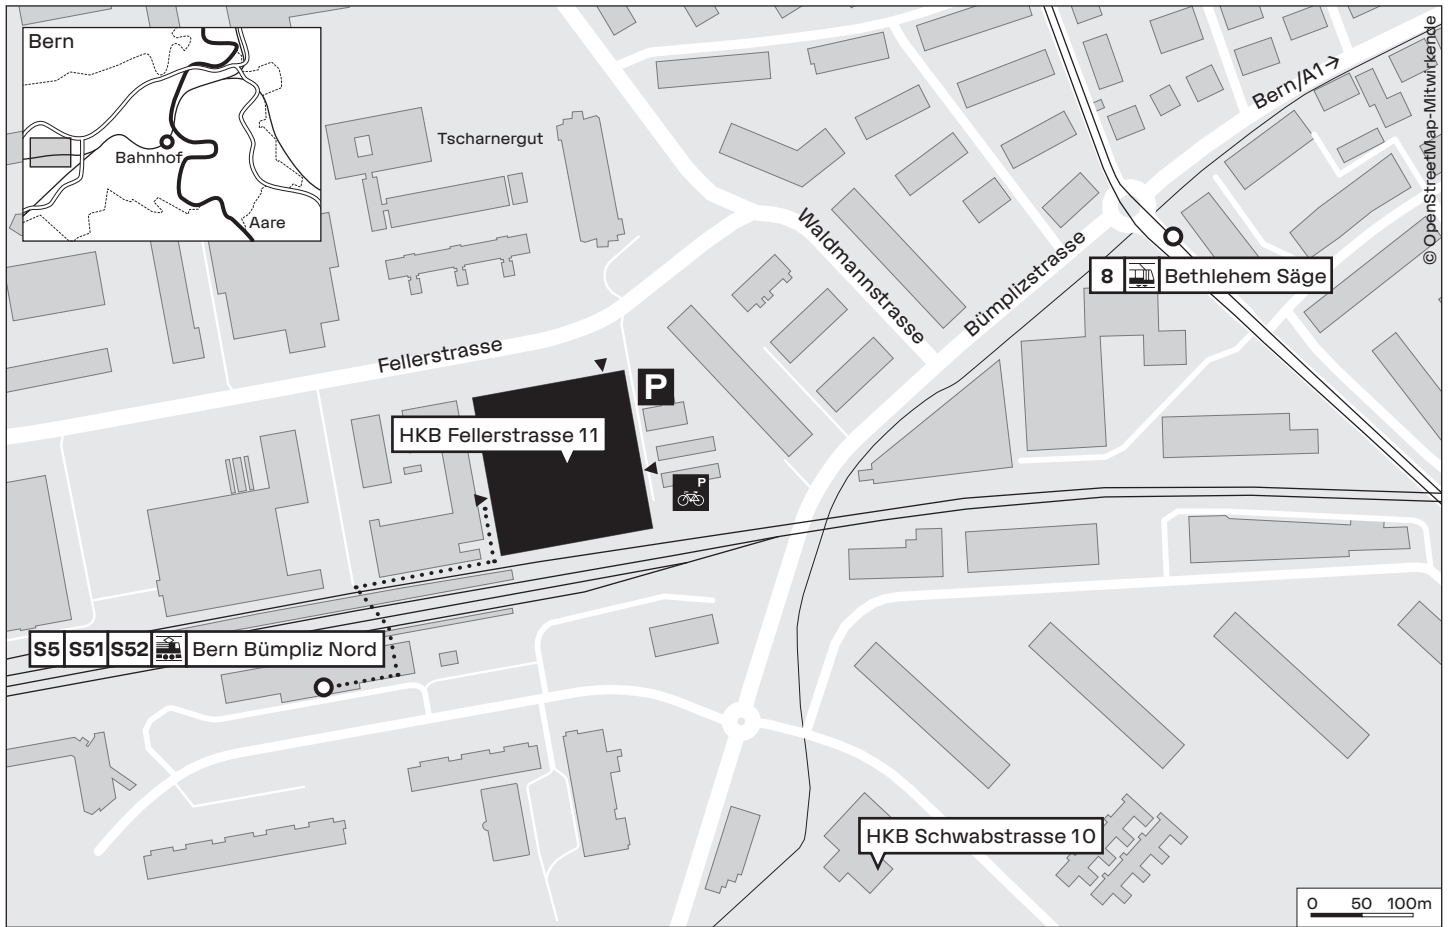 Bern
Bahnhof
Aare
Tscharnergut
Bern/A1→
© OpenStreetMap-Mitwirkende
Waldmannstrasse
Bümplizstrasse
8 Bethlehem Säge
Fellerstrasse
P
HKB Fellerstrasse 11
P
S5 S51 S52 Bern Bümpliz Nord
HKB Schwabstrasse 10
0 50 100m